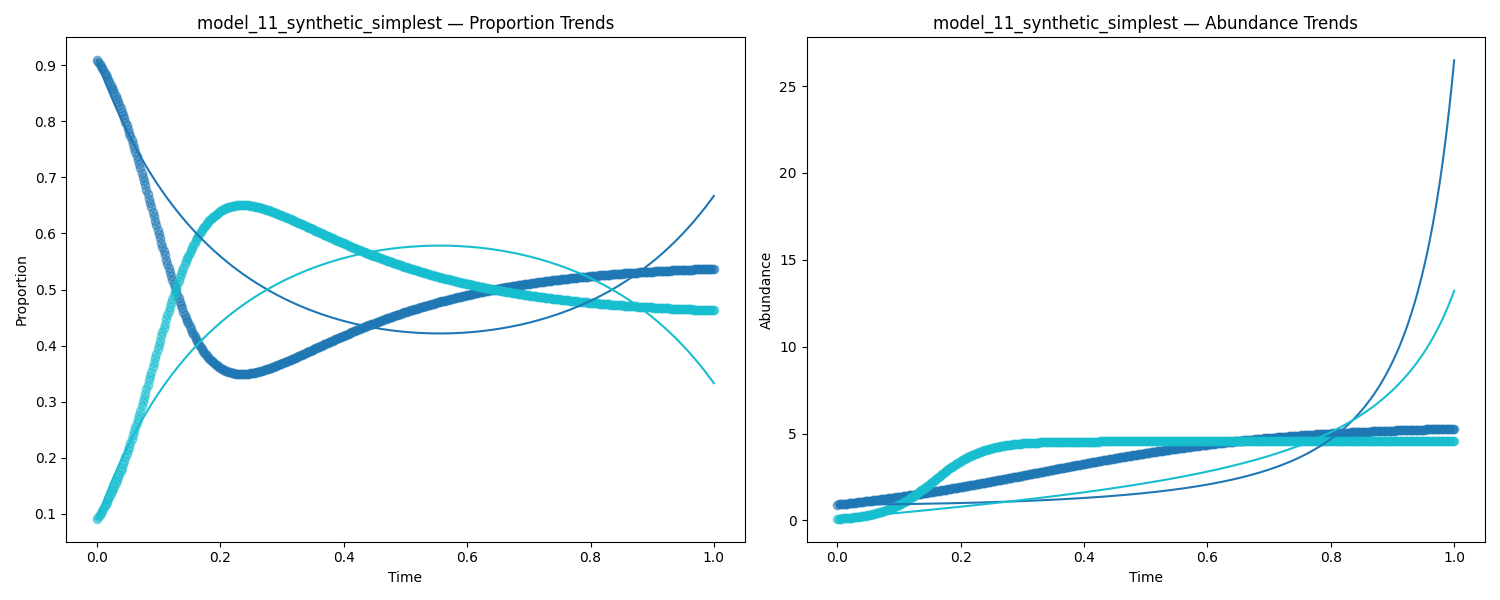 model_11_synthetic_simplest — Proportion Trends
0.9
0.8
0.7
0.6
0.5
0.4
0.3
0.2
0.1
Proportion
0.0 0.2 0.4 0.6 0.8 1.0
Time
model_11_synthetic_simplest — Abundance Trends
25
20
15
10
5
0
Abundance
0.0 0.2 0.4 0.6 0.8 1.0
Time